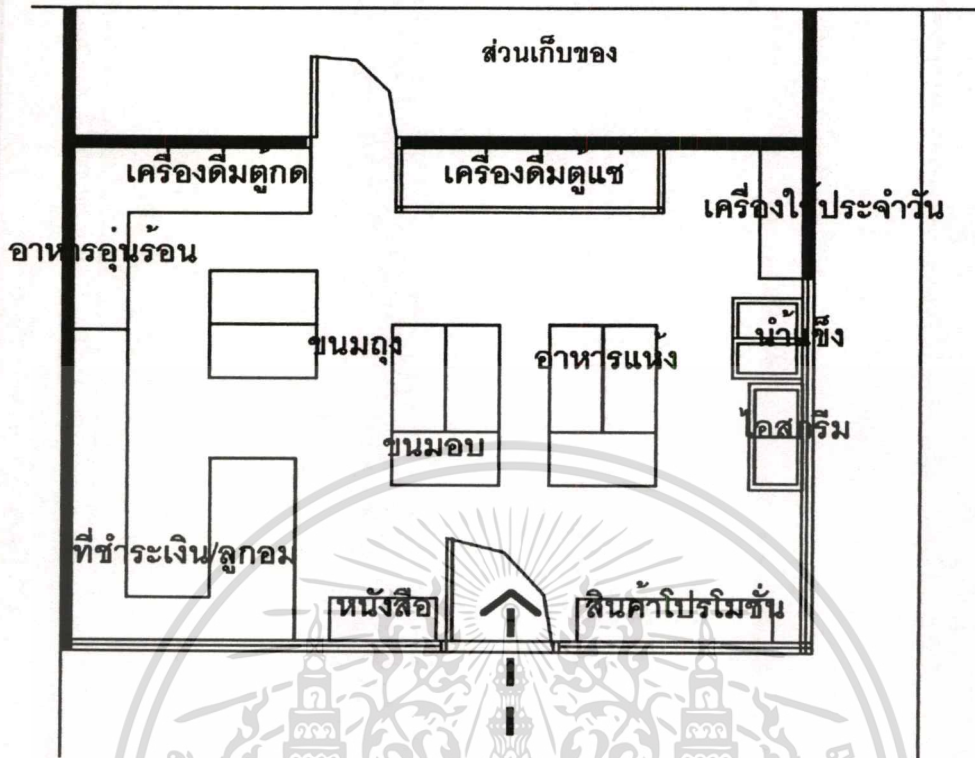 ส่วนเก็บของ
เครื่องดื่มตู้กด
เครื่องดื่มตู้แช่
เครื่องใช้ประจำวัน
อาหารอุ่นร้อน
ขนมถุง
อาหารแห้ง
น้ำแข็ง
ขนมอบ
ไอสกรีม
ที่ชำระเงิน/ลูกอม
หนังสือ
สินค้าโปรโมชั่น